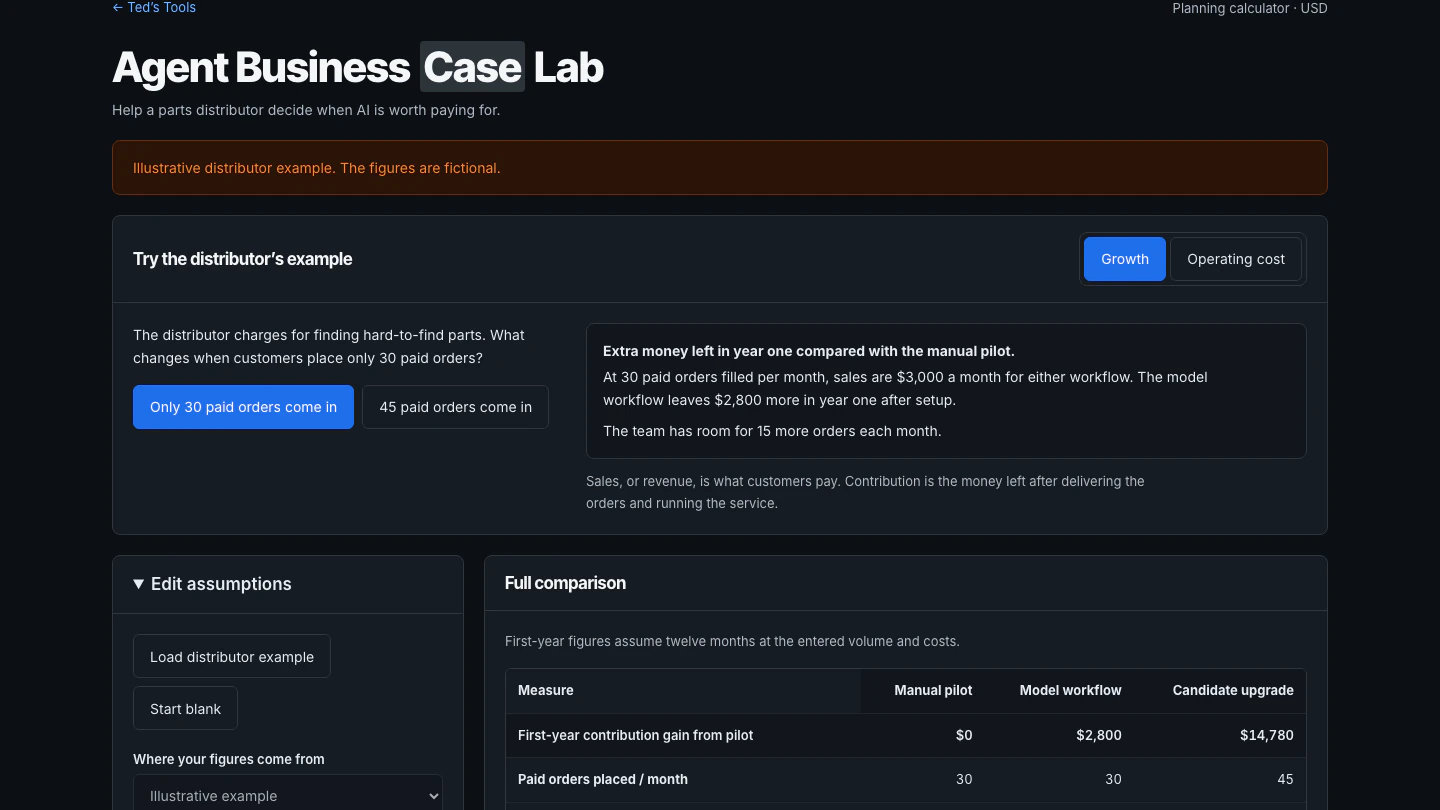 ← Ted's Tools
Planning calculator · USD
Agent Business Case Lab
Help a parts distributor decide when AI is worth paying for.
Illustrative distributor example. The figures are fictional.
Try the distributor’s example
Growth
Operating cost
The distributor charges for finding hard-to-find parts. What
changes when customers place only 30 paid orders?
Only 30 paid orders come in
45 paid orders come in
Extra money left in year one compared with the manual pilot.
At 30 paid orders filled per month, sales are $3,000 a month for either workflow. The model
workflow leaves $2,800 more in year one after setup.
The team has room for 15 more orders each month.
Sales, or revenue, is what customers pay. Contribution is the money left after delivering the
orders and running the service.
▼ Edit assumptions
Load distributor example
Start blank
Where your figures come from
Illustrative example
Full comparison
First-year figures assume twelve months at the entered volume and costs.
Measure Manual pilot Model workflow Candidate upgrade
First-year contribution gain from pilot $0 $2,800 $14,780
Paid orders placed / month 30 30 45